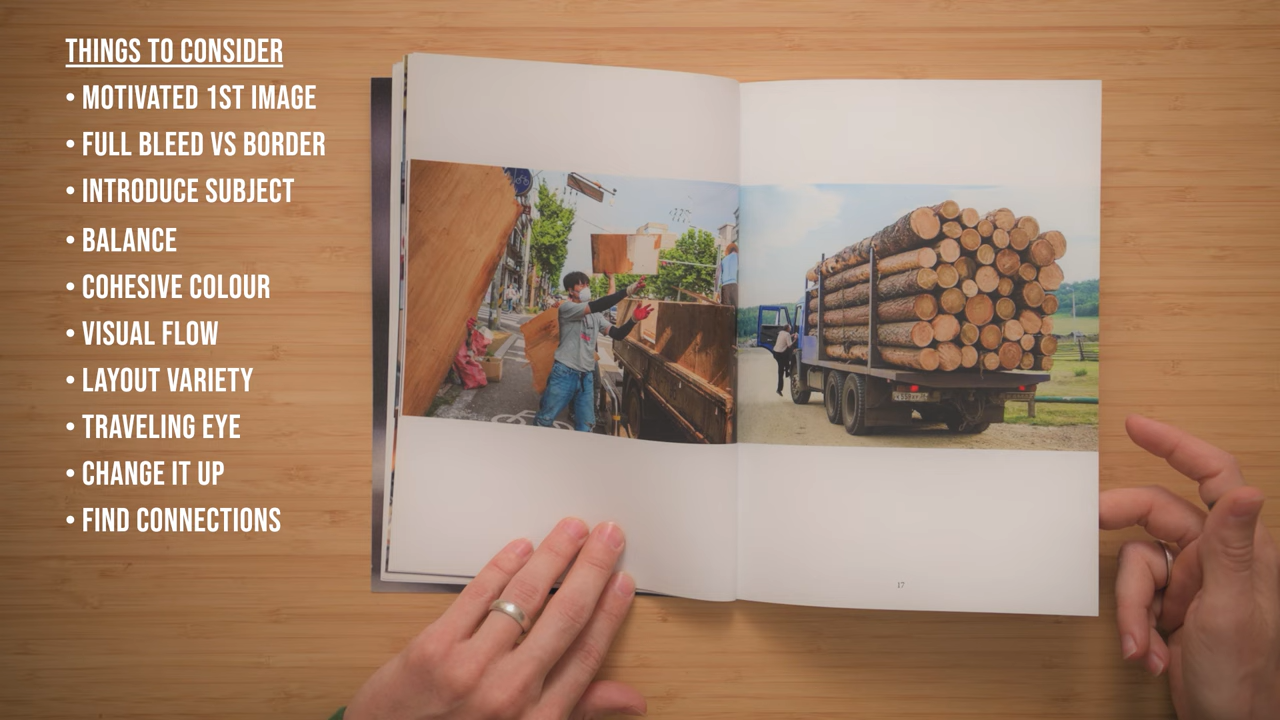 THINGS TO CONSIDER
• MOTIVATED 1ST IMAGE
• FULL BLEED VS BORDER
• INTRODUCE SUBJECT
• BALANCE
• COHESIVE COLOUR
• VISUAL FLOW
• LAYOUT VARIETY
• TRAVELING EYE
• CHANGE IT UP
• FIND CONNECTIONS
17